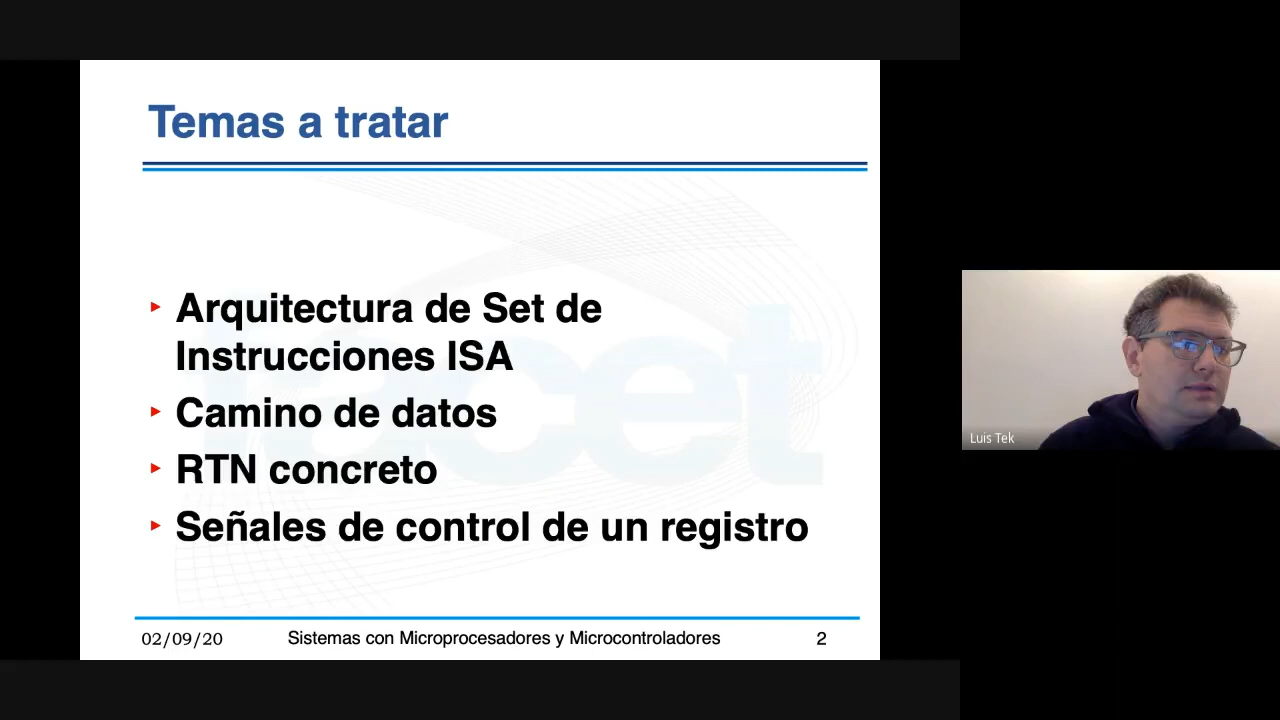 Temas a tratar
Arquitectura de Set de
Instrucciones ISA
Camino de datos
RTN concreto
Señales de control de un registro
02/09/20 Sistemas con Microprocesadores y Microcontroladores 2
facet
Luis Tek